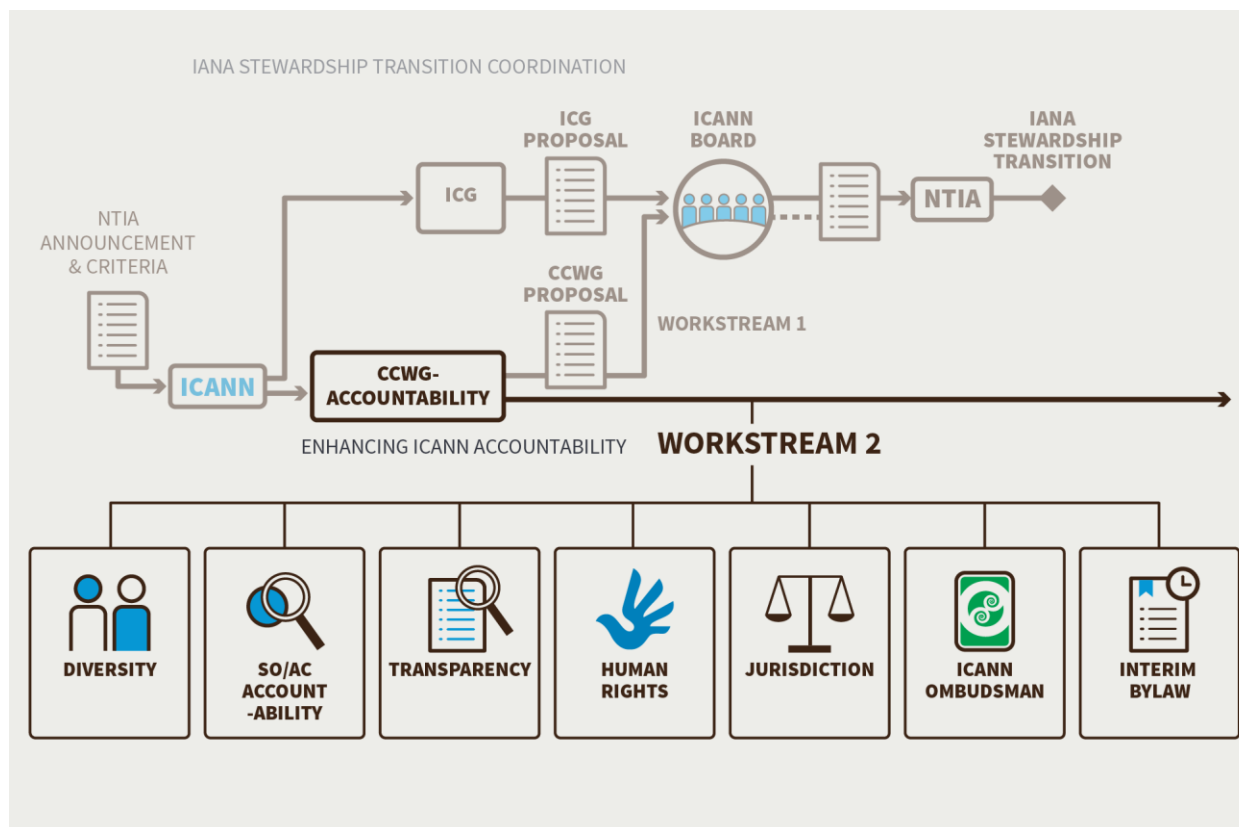 IANA STEWARDSHIP TRANSITION COORDINATION
ICG
PROPOSAL
ICANN
BOARD
IANA
STEWARDSHIP
TRANSITION
ICG
NTIA
NTIA
ANNOUNCEMENT
& CRITERIA
CCWG
PROPOSAL
WORKSTREAM 1
ICANN
CCWG-
ACCOUNTABILITY
ENHANCING ICANN ACCOUNTABILITY
WORKSTREAM 2
DIVERSITY
SO/AC
ACCOUNT
-ABILITY
TRANSPARENCY
HUMAN
RIGHTS
JURISDICTION
ICANN
OMBUDSMAN
INTERIM
BYLAW